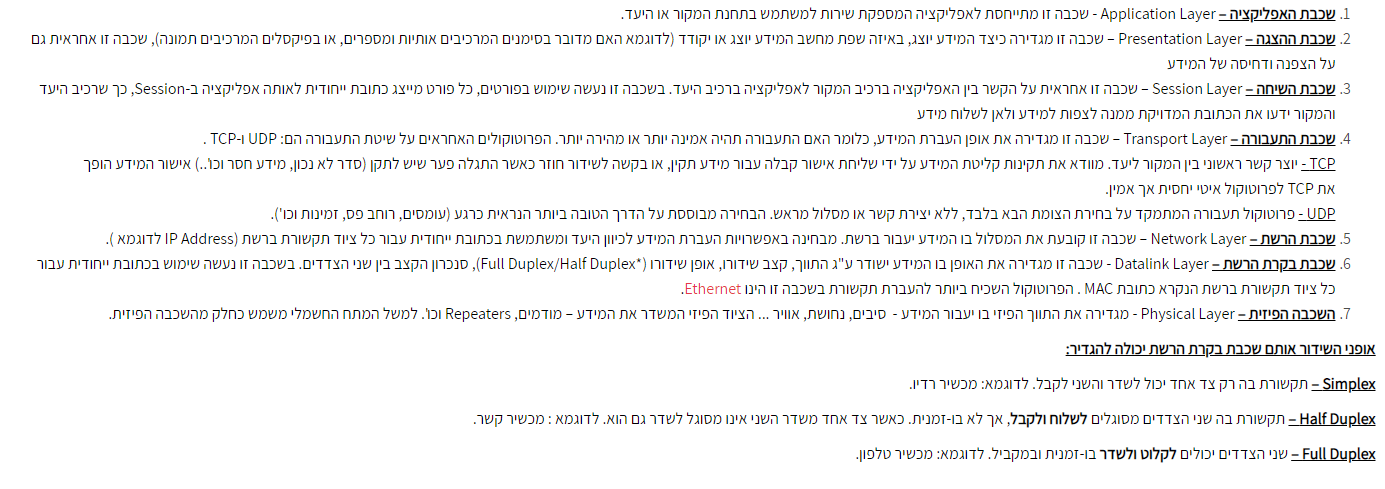 1. שכבת האפליקציה – Application Layer - שכבה זו מתייחסת לאפליקציה המספקת שירות למשתמש בתחנת המקור או היעד.
2. שכבת ההצגה – Presentation Layer – שכבה זו מגדירה כיצד המידע יוצג, באיזה שפת מחשב המידע יוצג או יקודד (לדוגמא האם מדובר בסימנים המרכיבים אותיות ומספרים, או בפיקסלים המרכיבים תמונה), שכבה זו אחראית גם
על הצפנה ודחיסה של המידע
3. שכבת השיחה – Session Layer – שכבה זו אחראית על הקשר בין האפליקציה ברכיב המקור לאפליקציה ברכיב היעד. בשכבה זו נעשה שימוש בפורטים, כל פורט מייצג כתובת ייחודית לאותה אפליקציה ב-Session, כך שרכיב היעד
והמקור ידעו את הכתובת המדויקת ממנה לצפות למידע ולאן לשלוח מידע
4. שכבת התעבורה – Transport Layer – שכבה זו מגדירה את אופן העברת המידע, כלומר האם התעבורה תהיה אמינה יותר או מהירה יותר. הפרוטוקולים האחראים על שיטת התעבורה הם: UDP ו-TCP .
TCP - יוצר קשר ראשוני בין המקור ליעד. מוודא את תקינות קליטת המידע על ידי שליחת אישור קבלה עבור מידע תקין, או בקשה לשידור חוזר כאשר התגלה פער שיש לתקן (סדר לא נכון, מידע חסר וכו'..) אישור המידע הופך
את TCP לפרוטוקול איטי יחסית אך אמין.
UDP - פרוטוקול תעבורה המתמקד על בחירת הצומת הבא בלבד, ללא יצירת קשר או מסלול מראש. הבחירה מבוססת על הדרך הטובה ביותר הנראית כרגע (עומסים, רוחב פס, זמינות וכו').
5. שכבת הרשת – Network Layer – שכבה זו קובעת את המסלול בו המידע יעבור ברשת. מבחינה באפשרויות העברת המידע לכיוון היעד ומשתמשת בכתובת ייחודית עבור כל ציוד תקשורת ברשת (IP Address לדוגמא ).
6. שכבת בקרת הרשת – Datalink Layer - שכבה זו מגדירה את האופן בו המידע ישודר ע"ג התווך, קצב שידורו, אופן שידורו (*Full Duplex/Half Duplex), סנכרון הקצב בין שני הצדדים. בשכבה זו נעשה שימוש בכתובת ייחודית עבור
כל ציוד תקשורת ברשת הנקרא כתובת MAC . הפרוטוקול השכיח ביותר להעברת תקשורת בשכבה זו הינו Ethernet.
7. השכבה הפיזית – Physical Layer - מגדירה את התווך הפיזי בו יעבור המידע - סיבים, נחושת, אוויר ... הציוד הפיזי המשדר את המידע – מודמים, Repeaters וכו'. למשל המתח החשמלי משמש כחלק מהשכבה הפיזית.
אופני השידור אותם שכבת בקרת הרשת יכולה להגדיר:
Simplex – תקשורת בה רק צד אחד יכול לשדר והשני לקבל. לדוגמא: מכשיר רדיו.
Half Duplex – תקשורת בה שני הצדדים מסוגלים לשלוח ולקבל, אך לא בו-זמנית. כאשר צד אחד משדר השני אינו מסוגל לשדר גם הוא. לדוגמא : מכשיר קשר.
Full Duplex – שני הצדדים יכולים לקלוט ולשדר בו-זמנית ובמקביל. לדוגמא: מכשיר טלפון.